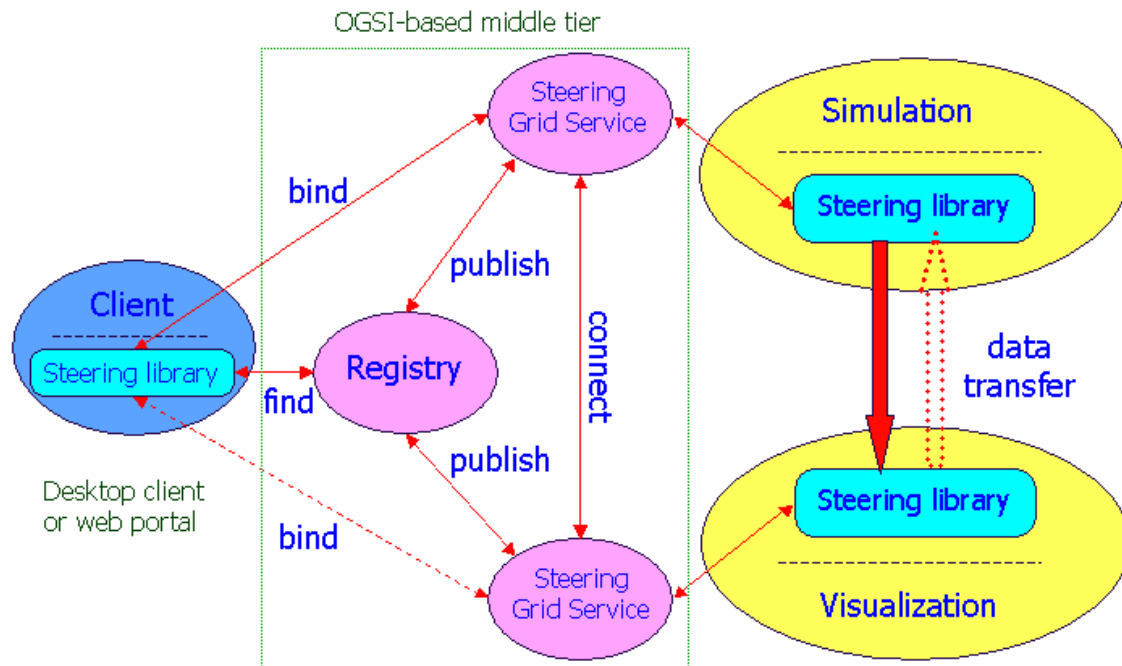 OGSI-based middle tier
Steering
Grid Service
Simulation
Steering library
bind
publish
Client
Steering library
find
Registry
connect
data
transfer
publish
Desktop client
or web portal
bind
Steering library
Steering
Grid Service
Visualization